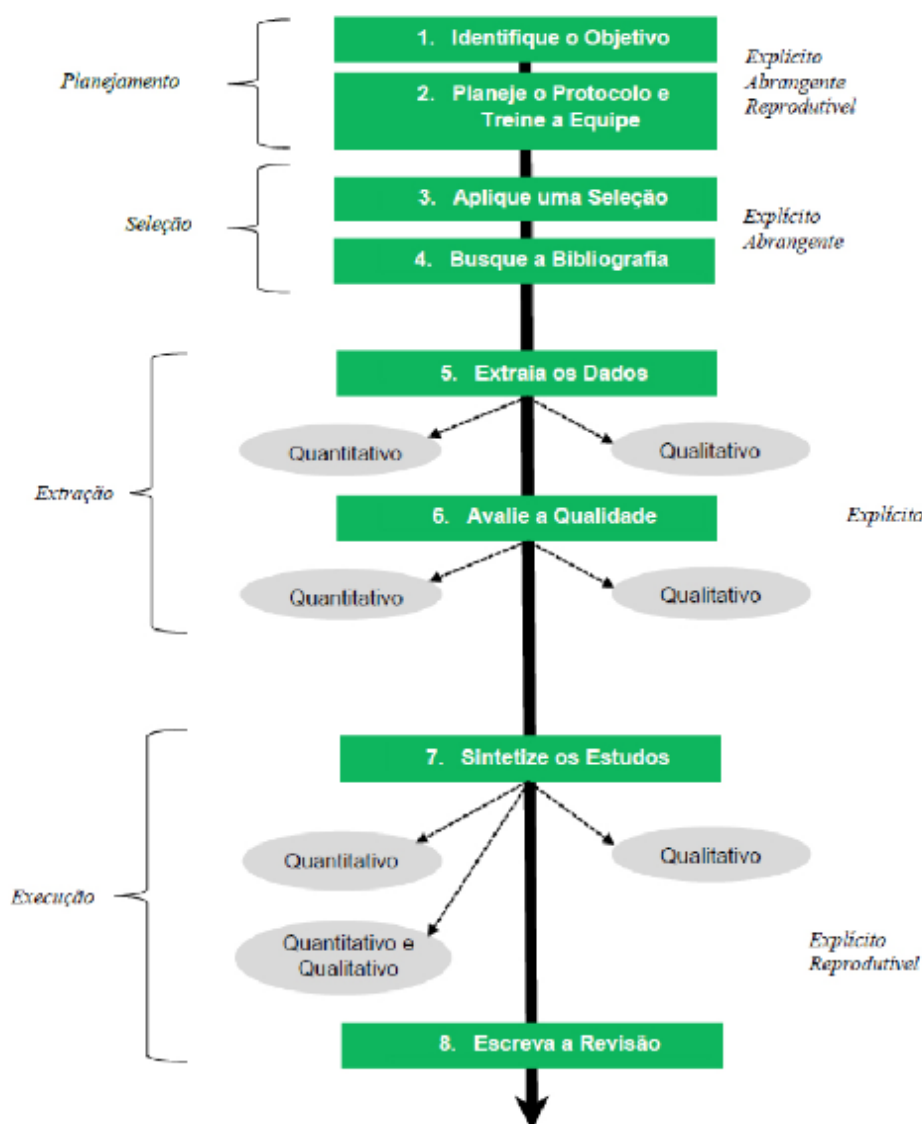 1. Identifique o Objetivo
Planejamento
Explícito
Abrangente
Reprodutível
2. Planeje o Protocolo e
Treine a Equipe
3. Aplique uma Seleção
Seleção
Explícito
Abrangente
4. Busque a Bibliografia
5. Extraia os Dados
Quantitativo
Qualitativo
Extração
6. Avalie a Qualidade
Explícito
Quantitativo
Qualitativo
7. Sintetize os Estudos
Quantitativo
Qualitativo
Execução
Quantitativo e
Qualitativo
Explícito
Reprodutível
8. Escreva a Revisão